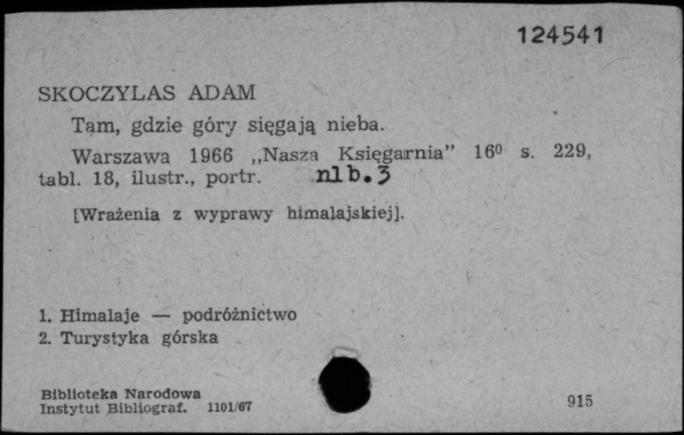 124541
SKOCZYLAS ADAM
Tam, gdzie góry sięgają nieba.
Warszawa 1966 „Nasza Księgarnia” 16⁰ s. 229,
tabl. 18, ilustr., portr. nlb.3
[Wrażenia z wyprawy himalajskiej].
1. Himalaje — podróżnictwo
2. Turystyka górska
Biblioteka Narodowa
Instytut Bibliograf. 1101/67
915